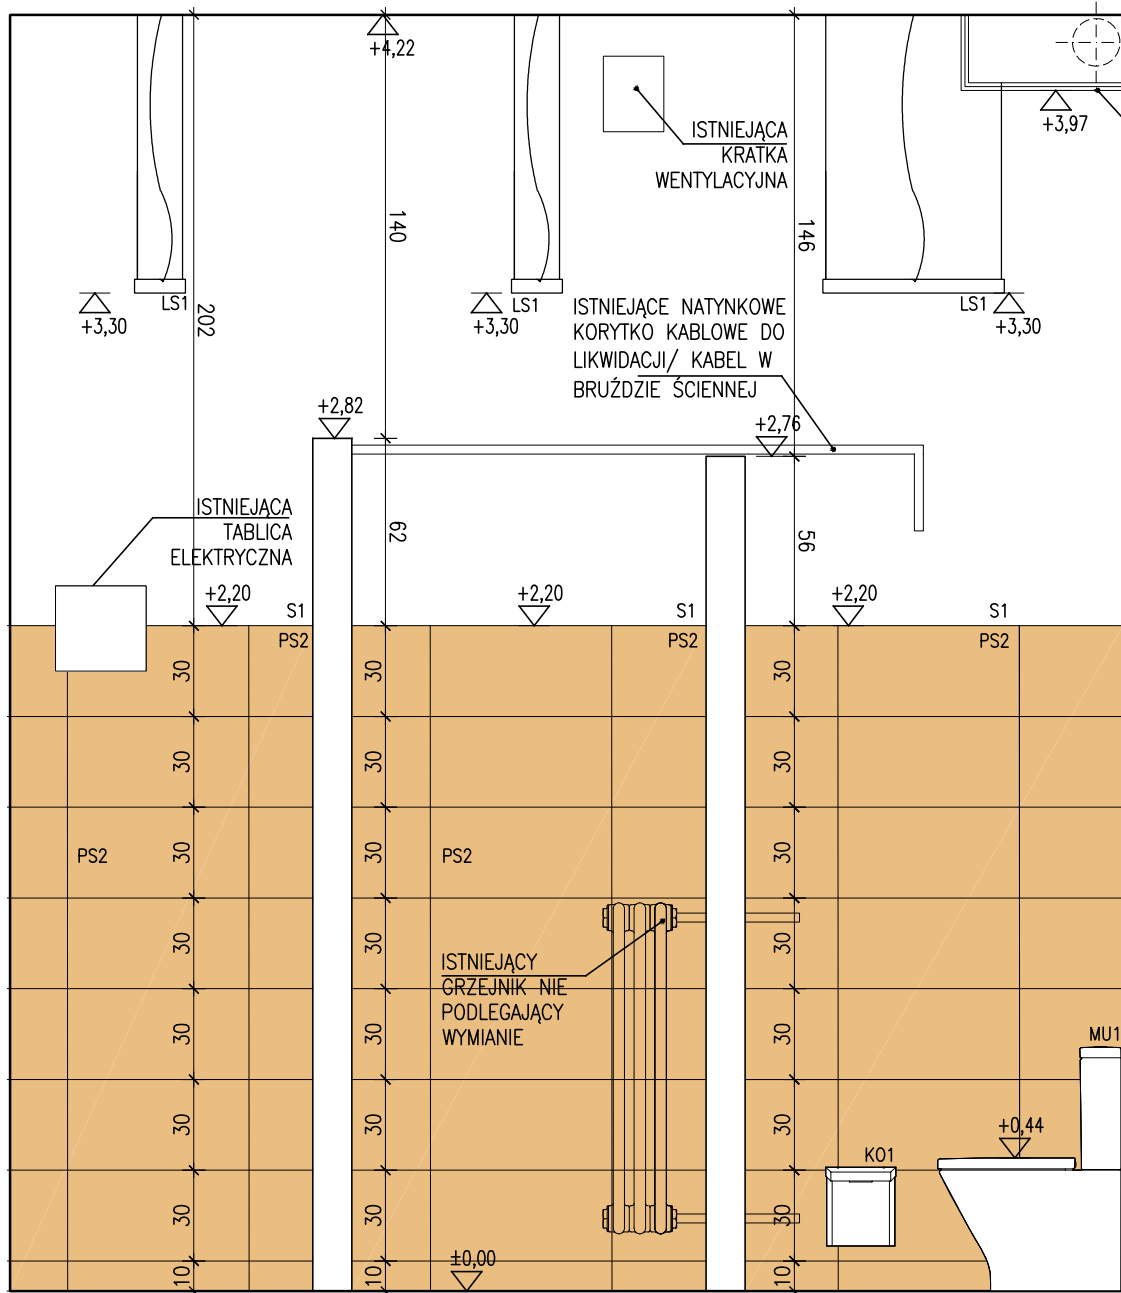 +4,22
+3,97
ISTNIEJĄCA
KRATKA
WENTYLACYJNA
140
146
202
LS1
+3,30
LS1
+3,30
LS1
+3,30
ISTNIEJĄCE NATYNKOWE
KORYTKO KABLOWE DO
LIKWIDACJI/ KABEL W
BRUŹDZIE ŚCIENNEJ
+2,82
+2,76
ISTNIEJĄCA
TABLICA
ELEKTRYCZNA
62
56
+2,20
S1
+2,20
S1
+2,20
S1
PS2
PS2
PS2
30
30
30
30
30
30
PS2
30
PS2
30
30
30
30
30
ISTNIEJĄCY
GRZEJNIK NIE
PODLEGAJĄCY
WYMIANIE
30
30
30
MU1
30
30
30
+0,44
KO1
30
30
30
±0,00
10
10
10